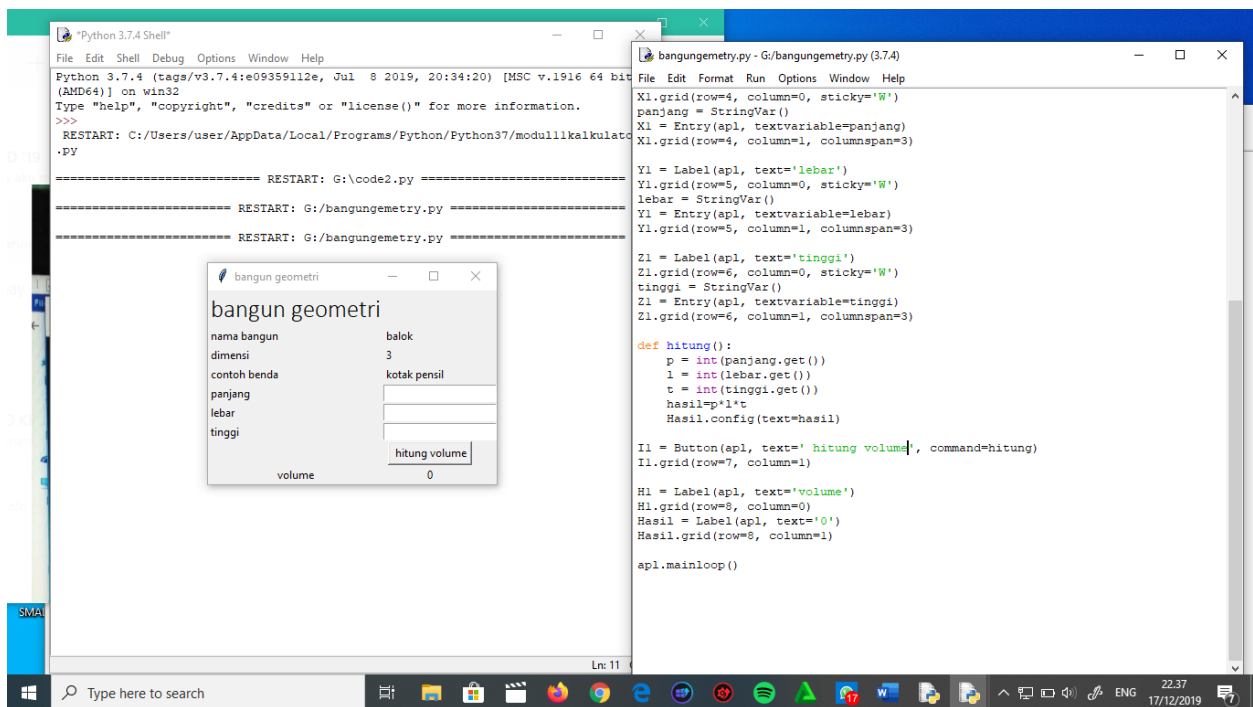 *Python 3.7.4 Shell*
File Edit Shell Debug Options Window Help
Python 3.7.4 (tags/v3.7.4:e09359112e, Jul 8 2019, 20:34:20) [MSC v.1916 64 bit
(AMD64)] on win32
Type "help", "copyright", "credits" or "license()" for more information.
>>>
RESTART: C:/Users/user/AppData/Local/Programs/Python/Python37/modul11kalkulato
.py
============================ RESTART: G:\code2.py ============================
======================== RESTART: G:/bangungemetry.py ========================
======================== RESTART: G:/bangungemetry.py ========================
bangun geometri
bangun geometri
nama bangun balok
dimensi 3
contoh benda kotak pensil
panjang
lebar
tinggi
hitung volume
volume 0
Ln: 11
bangungemetry.py - G:/bangungemetry.py (3.7.4)
File Edit Format Run Options Window Help
X1.grid(row=4, column=0, sticky='W')
panjang = StringVar()
X1 = Entry(apl, textvariable=panjang)
X1.grid(row=4, column=1, columnspan=3)
Y1 = Label(apl, text='lebar')
Y1.grid(row=5, column=0, sticky='W')
lebar = StringVar()
Y1 = Entry(apl, textvariable=lebar)
Y1.grid(row=5, column=1, columnspan=3)
Z1 = Label(apl, text='tinggi')
Z1.grid(row=6, column=0, sticky='W')
tinggi = StringVar()
Z1 = Entry(apl, textvariable=tinggi)
Z1.grid(row=6, column=1, columnspan=3)
def hitung():
    p = int(panjang.get())
    l = int(lebar.get())
    t = int(tinggi.get())
    hasil=p*l*t
    Hasil.config(text=hasil)
I1 = Button(apl, text=' hitung volume', command=hitung)
I1.grid(row=7, column=1)
H1 = Label(apl, text='volume')
H1.grid(row=8, column=0)
Hasil = Label(apl, text='0')
Hasil.grid(row=8, column=1)
apl.mainloop()
SMA
Type here to search
17
ENG
22.37
17/12/2019
7